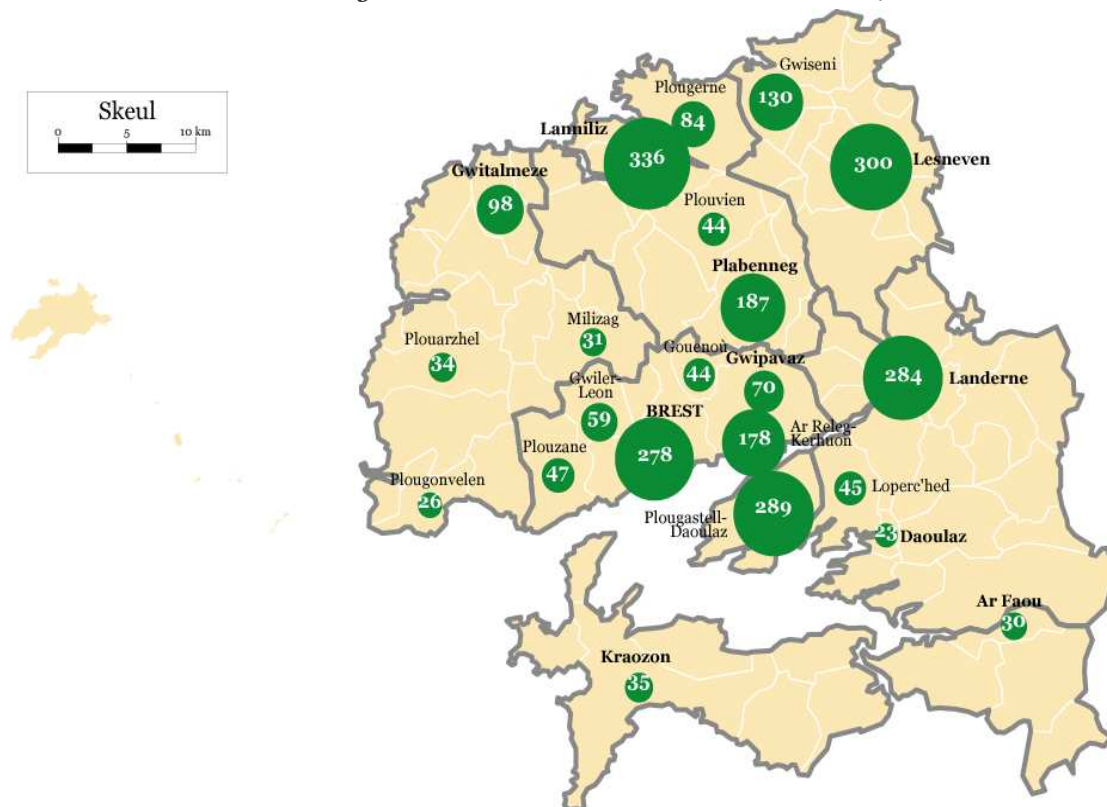 Skeul
0 5 10 km
Gwiseni
130
Plougerne
84
Lanniliz
336
Lesneven
300
Gwitalmeze
98
Plouvien
44
Plabenneg
187
Milizag
31
Plouarzhel
34
Gouenoù
44
Gwipavaz
70
Landerne
284
Gwiler-
Leon
59
BREST
278
Ar Releg-
Kerhuon
178
Plouzane
47
Plougonvelen
26
Loperc'hed
45
Plougastell-
Daoulaz
289
Daoulaz
23
Ar Faou
30
Kraozon
35